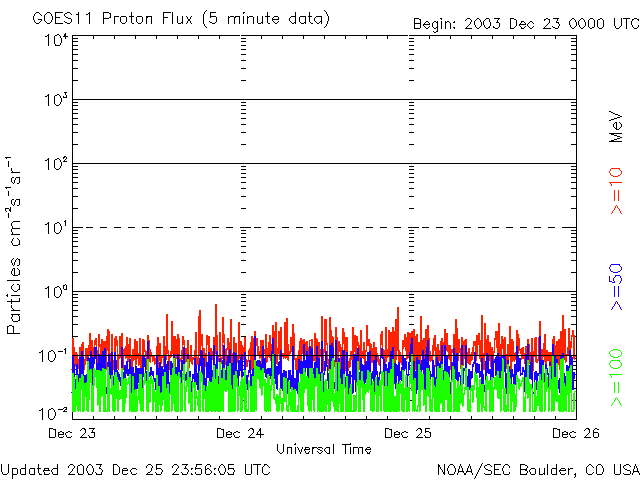 GOES11 Proton Flux (5 minute data)
Begin: 2003 Dec 23 0000 UTC
10⁴
10³
10²
10¹
10⁰
10⁻¹
10⁻²
Particles cm⁻²s⁻¹sr⁻¹
MeV
>=10
>=50
>=100
Dec 23
Dec 24
Dec 25
Dec 26
Universal Time
Updated 2003 Dec 25 23:56:05 UTC
NOAA/SEC Boulder, CO USA